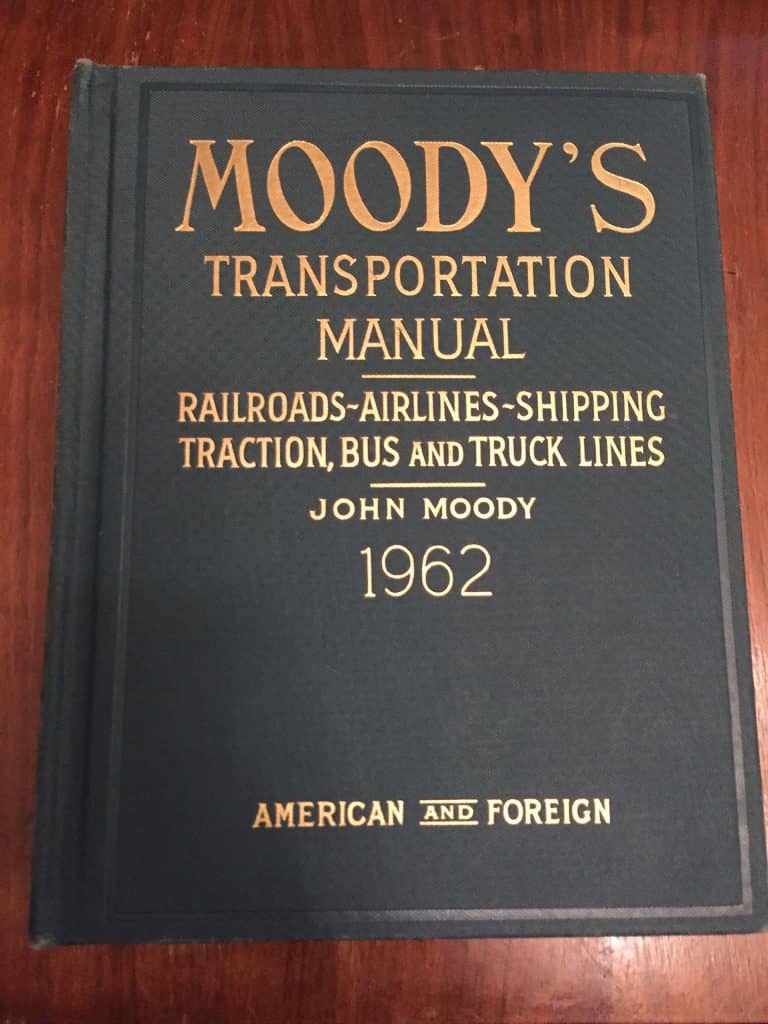 MOODY'S
TRANSPORTATION
MANUAL
RAILROADS~AIRLINES~SHIPPING
TRACTION, BUS AND TRUCK LINES
JOHN MOODY
1962
AMERICAN AND FOREIGN